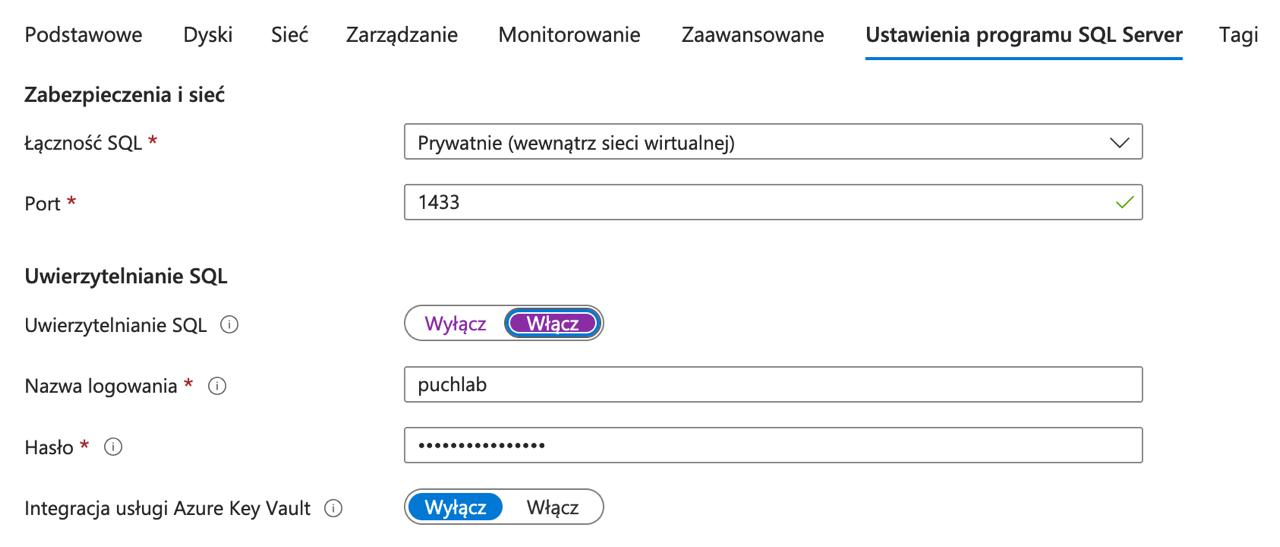 Podstawowe Dyski Sieć Zarządzanie Monitorowanie Zaawansowane Ustawienia programu SQL Server Tagi
Zabezpieczenia i sieć
Łączność SQL * Prywatnie (wewnątrz sieci wirtualnej)
Port * 1433
Uwierzytelnianie SQL
Uwierzytelnianie SQL Wyłącz Włącz
Nazwa logowania * puchlab
Hasło * ••••••••••••••••
Integracja usługi Azure Key Vault Wyłącz Włącz